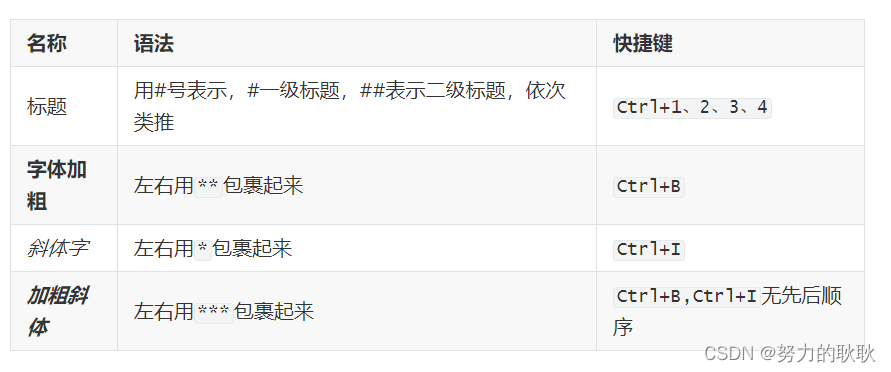 名称 语法 快捷键
标题 用#号表示，#一级标题，##表示二级标题，依次类推 Ctrl+1、2、3、4
字体加粗 左右用**包裹起来 Ctrl+B
斜体字 左右用*包裹起来 Ctrl+I
加粗斜体 左右用***包裹起来 Ctrl+B,Ctrl+I无先后顺序
CSDN @努力的耿耿